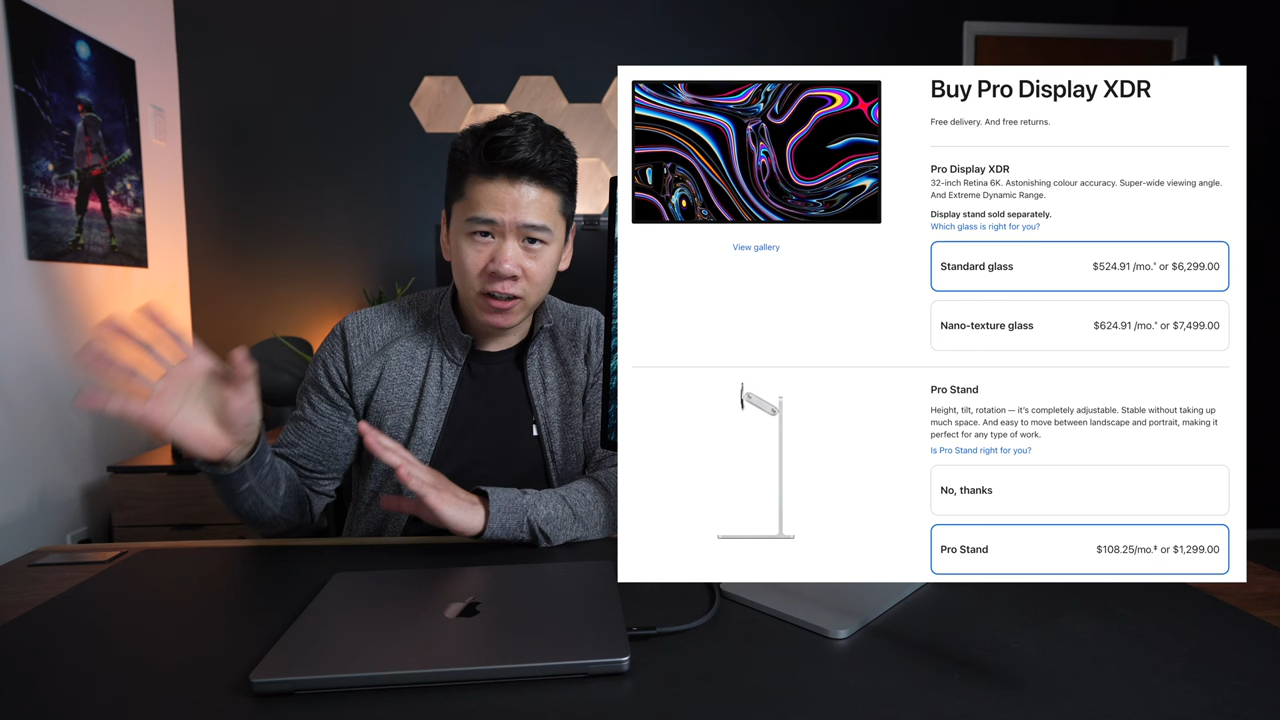 Buy Pro Display XDR
Free delivery. And free returns.
Pro Display XDR
32-inch Retina 6K. Astonishing colour accuracy. Super-wide viewing angle.
And Extreme Dynamic Range.
Display stand sold separately.
Which glass is right for you?
View gallery
Standard glass $524.91 /mo.* or $6,299.00
Nano-texture glass $624.91 /mo.* or $7,499.00
Pro Stand
Height, tilt, rotation — it's completely adjustable. Stable without taking up
much space. And easy to move between landscape and portrait, making it
perfect for any type of work.
Is Pro Stand right for you?
No, thanks
Pro Stand $108.25/mo.‡ or $1,299.00